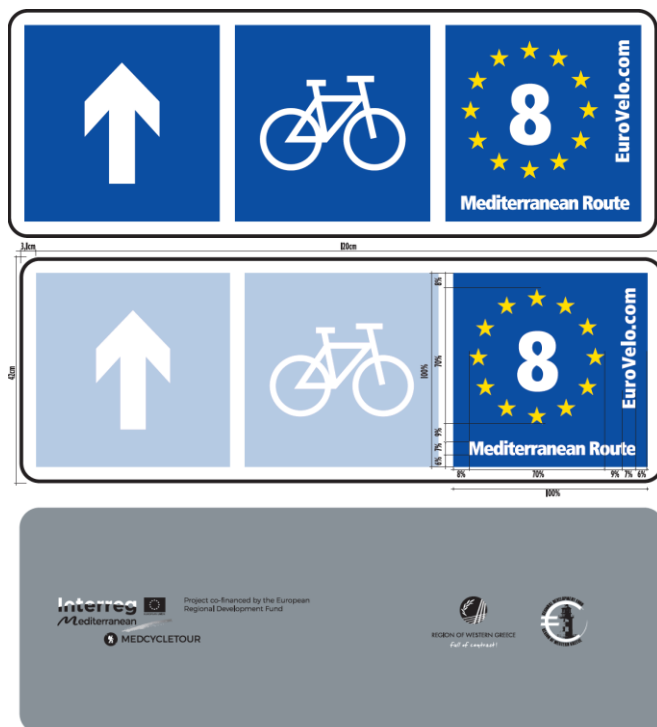 8
EuroVelo.com
Mediterranean Route
3,8cm
120cm
42cm
100%
8%
70%
9%
7%
6%
8
EuroVelo.com
Mediterranean Route
8%
70%
9%
7%
6%
100%
Interreg
Mediterranean
Project co-financed by the European
Regional Development Fund
MEDCYCLETOUR
REGION OF WESTERN GREECE
full of contrast!